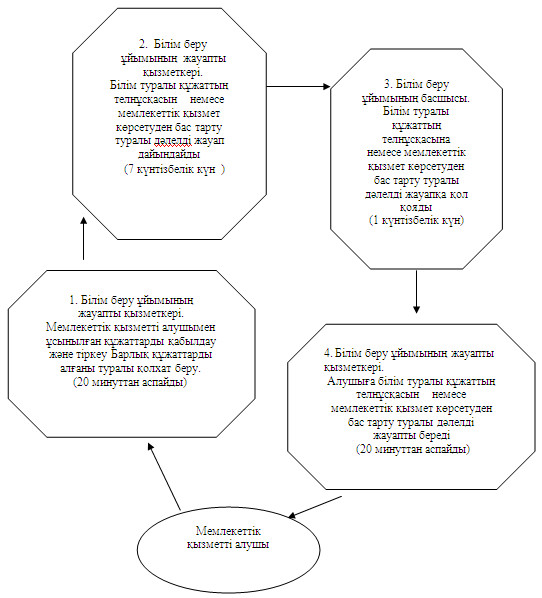 1. Білім беру ұйымының
жауапты қызметкері.
Мемлекеттік қызметті алушымен
ұсынылған құжаттарды қабылдау
және тіркеу Барлық құжаттарды
алғаны туралы қолхат беру.
(20 минуттан аспайды)
2. Білім беру
ұйымының жауапты
қызметкері.
Білім туралы құжаттын
телнұсқасын немесе
мемлекеттік қызмет
көрсетуден бас тарту
туралы дәлелді жауап
дайындайды
(7 күнтізбелік күн )
3. Білім беру
ұйымының басшысы.
Білім туралы
құжаттын
телнұсқасына
немесе мемлекеттік
қызмет көрсетуден
бас тарту туралы
дәлелді жауапқа қол
қояды
(1 күнтізбелік күн)
4. Білім беру ұйымының жауапты
қызметкері.
Алушыға білім туралы құжаттын
телнұсқасын немесе
мемлекеттік қызмет көрсетуден
бас тарту туралы дәлелді
жауапты береді
(20 минуттан аспайды)
Мемлекеттік
қызметті алушы